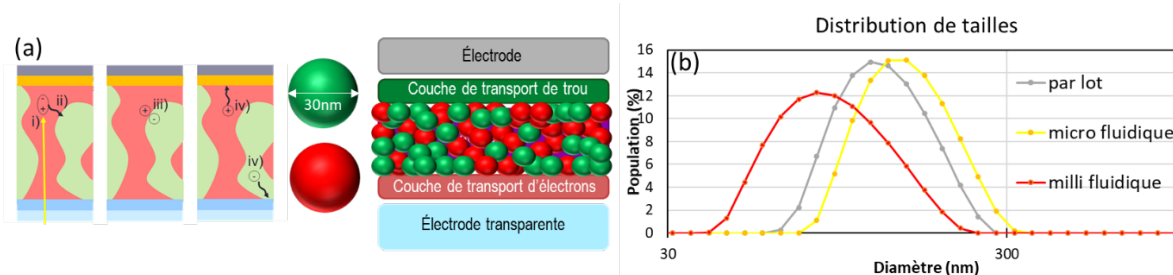 (a)
i)
ii)
iii)
iv)
iv)
30nm
Électrode
Couche de transport de trou
Couche de transport d'électrons
Électrode transparente
Distribution de tailles
(b)
Population (%)
16
14
12
10
8
6
4
2
0
30
300
Diamètre (nm)
par lot
micro fluidique
milli fluidique